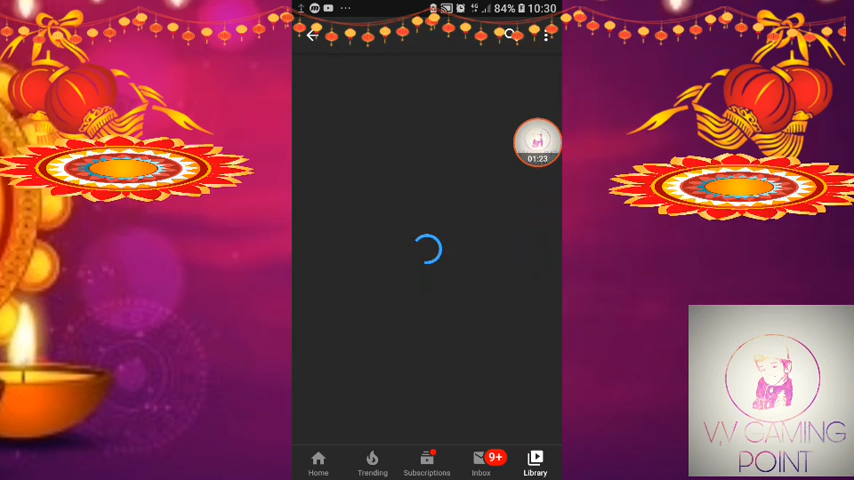 84% 10:30
01:23
9+
Home Trending Subscriptions Inbox Library
V,V GAMING
POINT